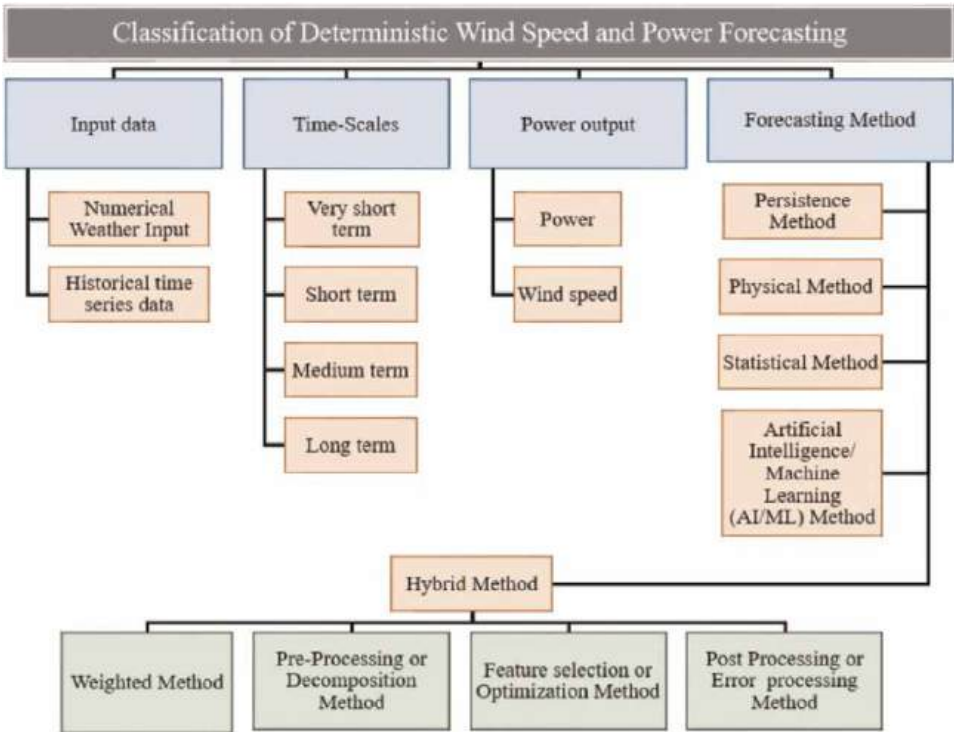 Classification of Deterministic Wind Speed and Power Forecasting
Input data
Time-Scales
Power output
Forecasting Method
Numerical
Weather Input
Historical time
series data
Very short
term
Short term
Medium term
Long term
Power
Wind speed
Persistence
Method
Physical Method
Statistical Method
Artificial
Intelligence/
Machine
Learning
(AI/ML) Method
Hybrid Method
Weighted Method
Pre-Processing or
Decomposition
Method
Feature selection or
Optimization Method
Post Processing or
Error processing
Method